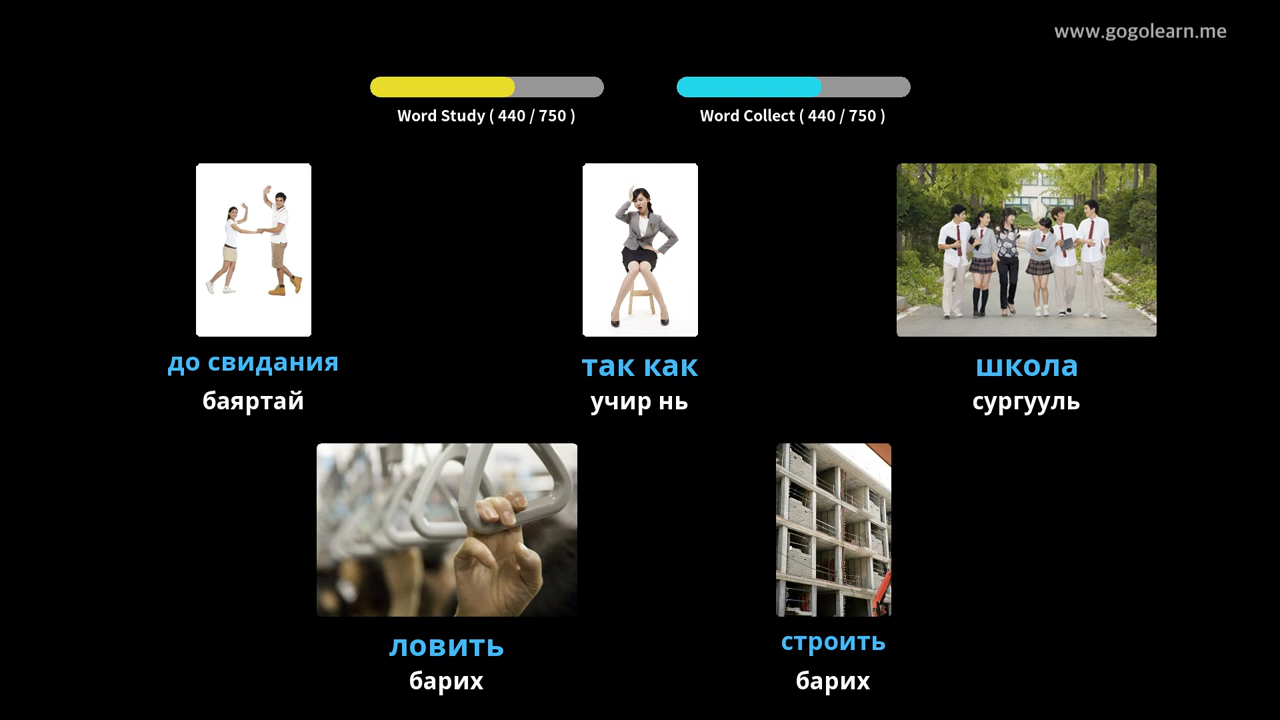 www.gogolearn.me
Word Study ( 440 / 750 )
Word Collect ( 440 / 750 )
до свидания
баяртай
так как
учир нь
школа
сургууль
ловить
барих
строить
барих